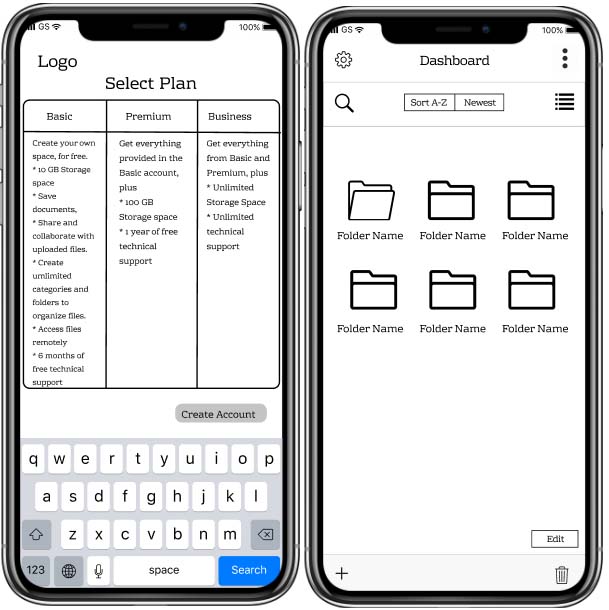 GS
100%
Logo
Select Plan
Basic
Premium
Business
Create your own
space, for free.
* 10 GB Storage
space
* Save
documents,
* Share and
collaborate with
uploaded files.
* Create
umlimited
categories and
folders to
organize files.
* Access files
remotely
* 6 months of
free technical
support
Get everything
provided in the
Basic account,
plus
* 100 GB
Storage space
* 1 year of free
technical
support
Get everything
from Basic and
Premium, plus
* Unlimited
Storage Space
* Unlimited
technical
support
Create Account
q w e r t y u i o p
a s d f g h j k l
z x c v b n m
123 space Search
GS
100%
Dashboard
Sort A-Z Newest
Folder Name Folder Name Folder Name
Folder Name Folder Name Folder Name
Edit